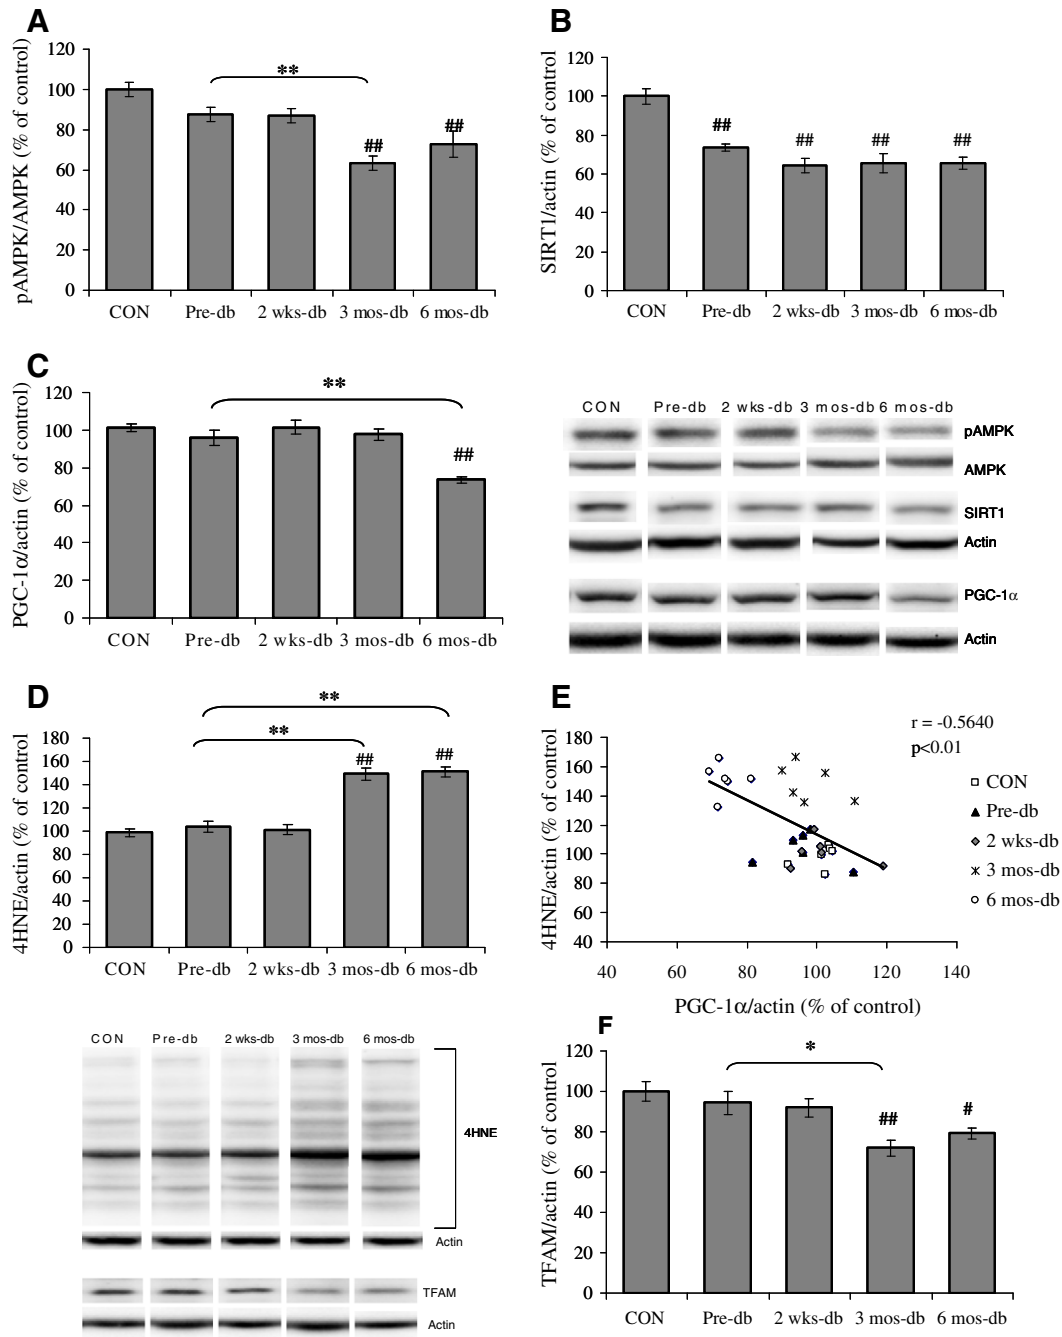 A
pAMPK/AMPK (% of control)
120
100
80
60
40
20
0
**
##
##
CON Pre-db 2 wks-db 3 mos-db 6 mos-db
B
SIRT1/actin (% of control
120
100
80
60
40
20
0
## ## ## ##
CON Pre-db 2 wks-db 3 mos-db 6 mos-db
C
PGC-1α/actin (% of control)
120
100
80
60
40
20
0
**
##
CON Pre-db 2 wks-db 3 mos-db 6 mos-db
CON Pre-db 2 wks-db 3 mos-db 6 mos-db
pAMPK
AMPK
SIRT1
Actin
PGC-1α
Actin
D
4HNE/actin (% of control
180
160
140
120
100
80
60
40
20
0
**
**
## ##
CON Pre-db 2 wks-db 3 mos-db 6 mos-db
E
4HNE/actin (% of control)
180
160
140
120
100
80
60
40
40 60 80 100 120 140
PGC-1α/actin (% of control)
r = -0.5640
p<0.01
CON
Pre-db
2 wks-db
3 mos-db
6 mos-db
CON Pre-db 2 wks-db 3 mos-db 6 mos-db
4HNE
Actin
TFAM
Actin
F
TFAM/actin (% of control)
120
100
80
60
40
20
0
*
## #
CON Pre-db 2 wks-db 3 mos-db 6 mos-db